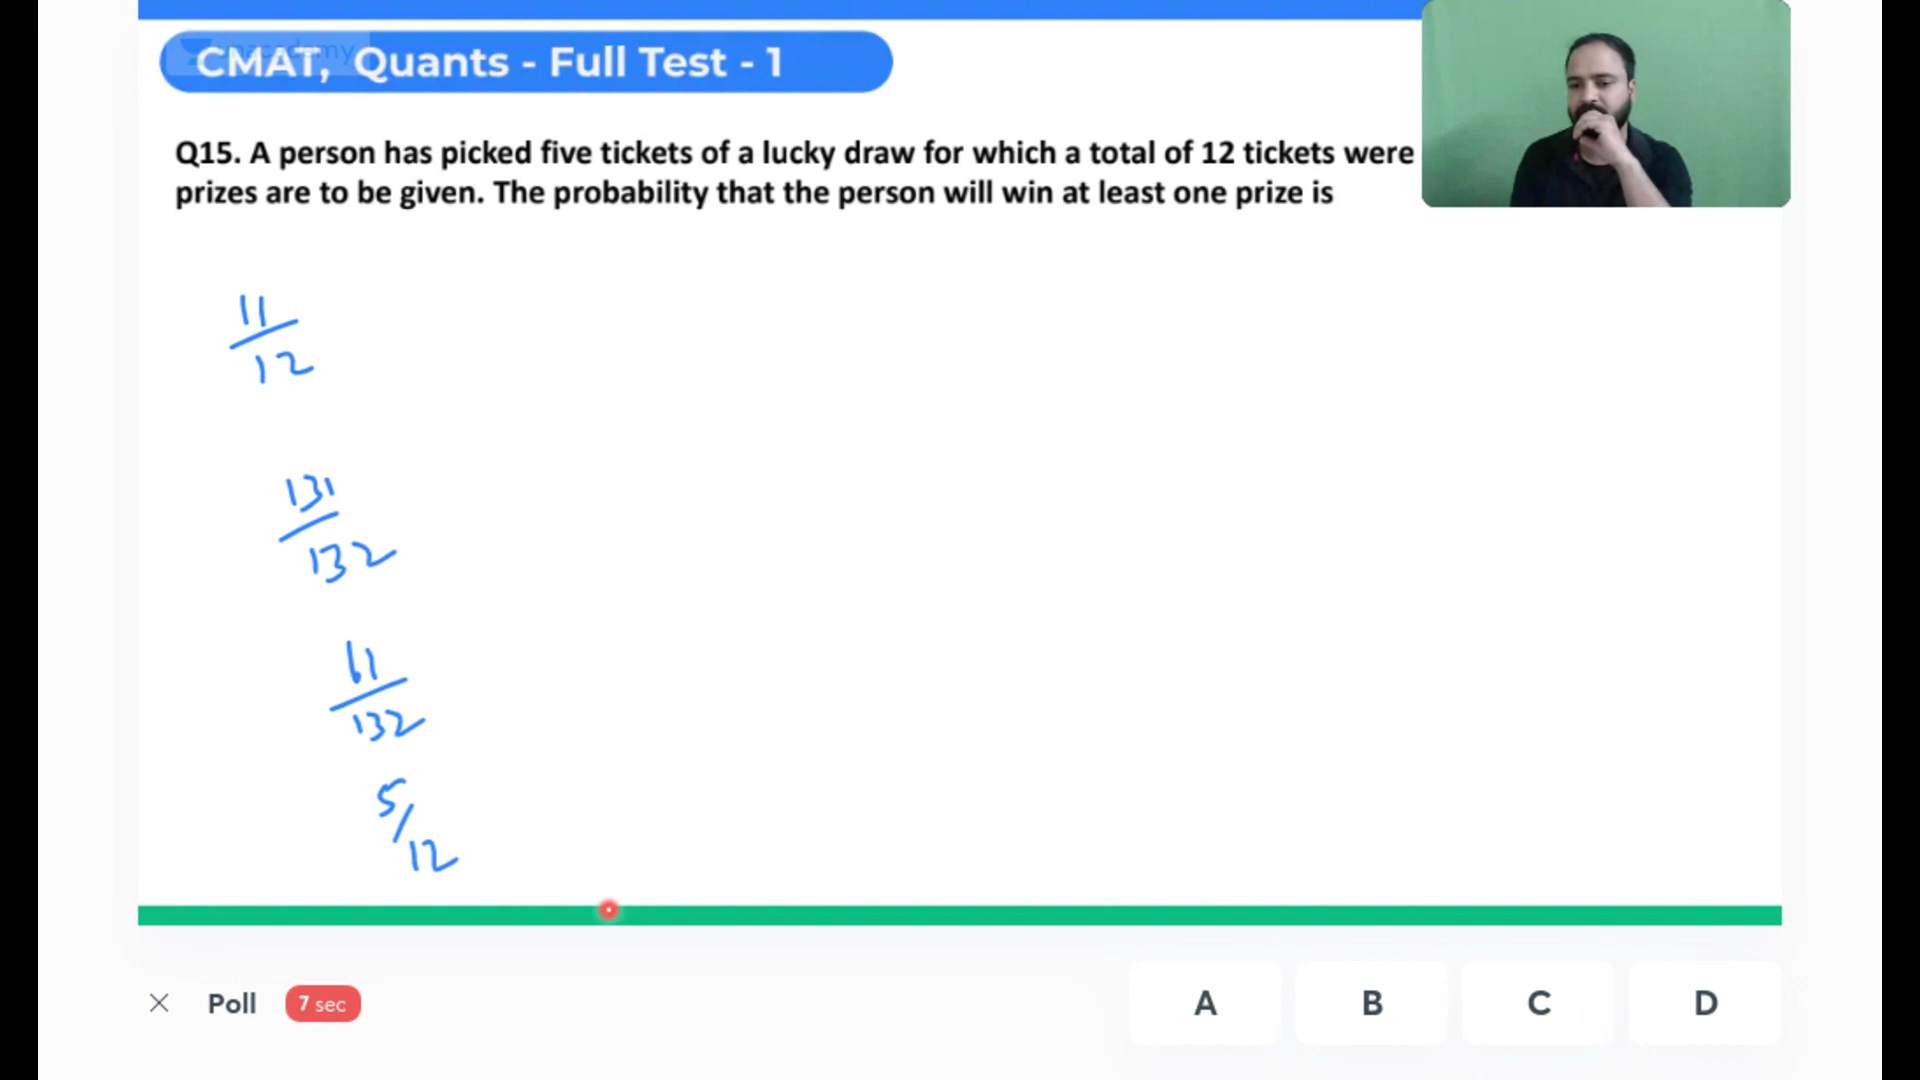 CMAT, Quants - Full Test - 1
Q15. A person has picked five tickets of a lucky draw for which a total of 12 tickets were
prizes are to be given. The probability that the person will win at least one prize is
11
12
131
132
61
132
5/
12
Poll
7 sec
A
B
C
D